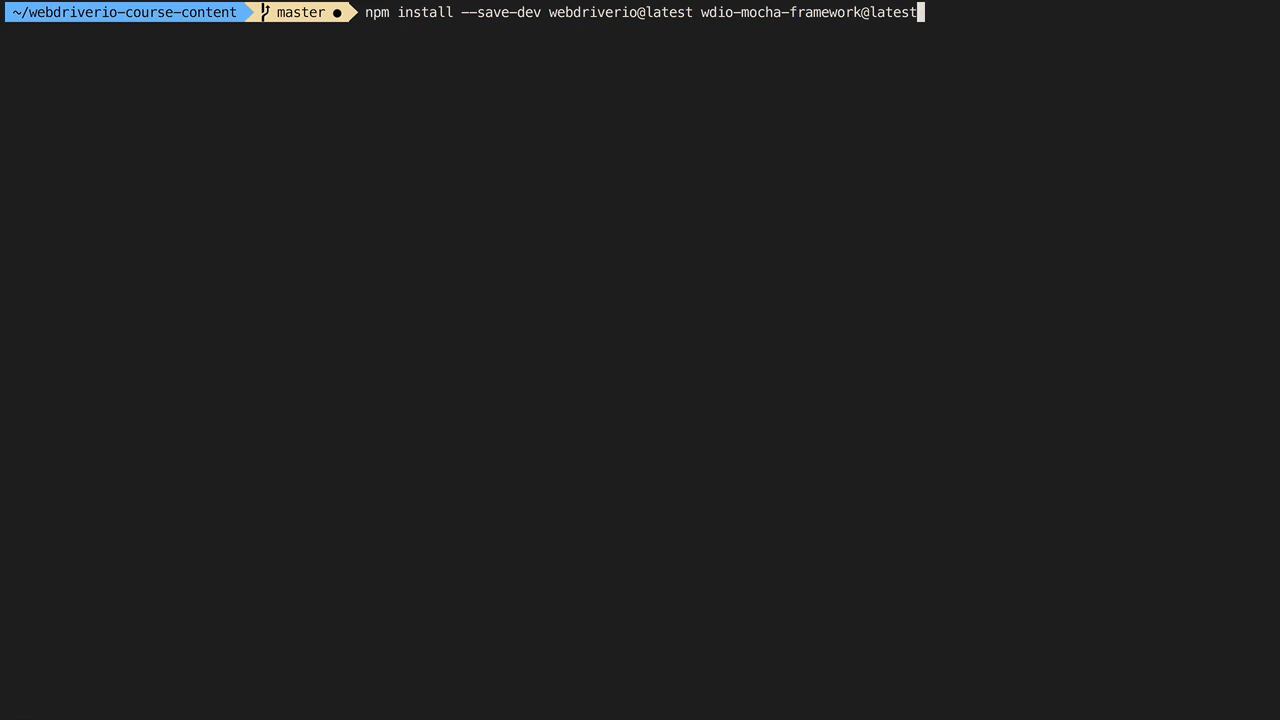 ~/webdriverio-course-content master ● npm install --save-dev webdriverio@latest wdio-mocha-framework@latest